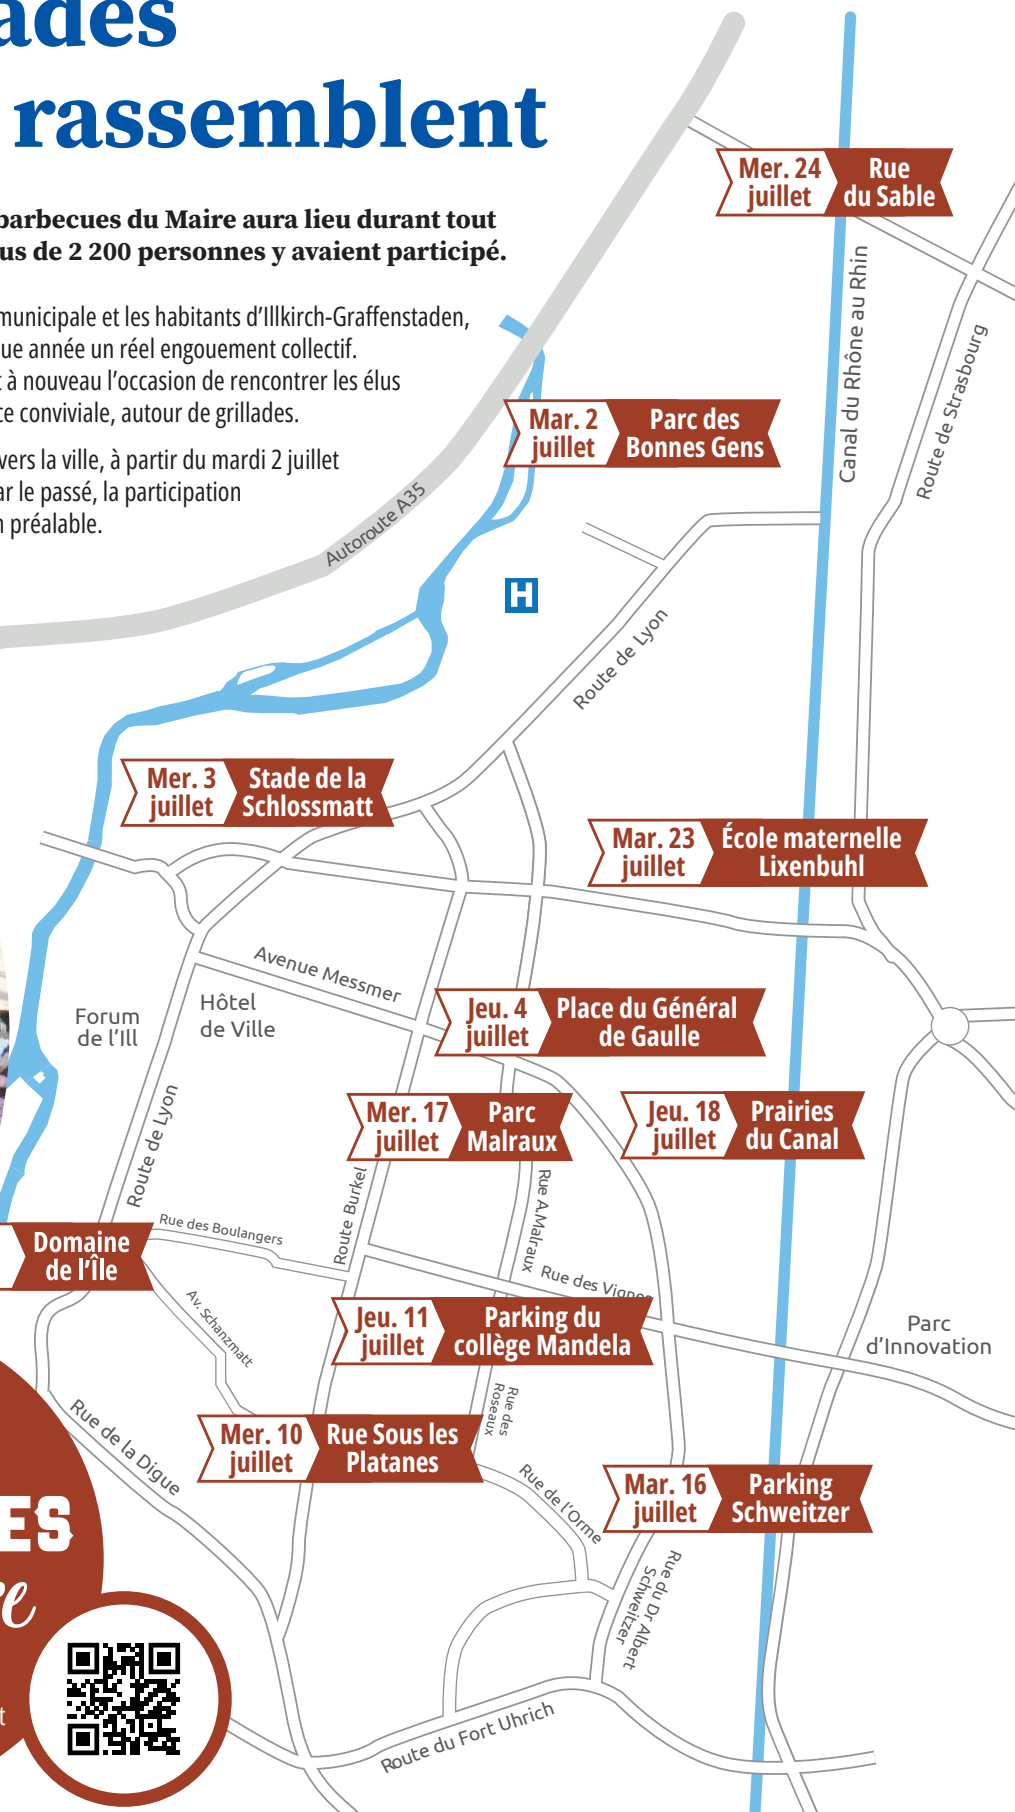 ades
rassemblent
barbecues du Maire aura lieu durant tout
us de 2 200 personnes y avaient participé.
municipale et les habitants d’Illkirch-Graffenstaden,
ue année un réel engouement collectif.
t à nouveau l’occasion de rencontrer les élus
ce conviviale, autour de grillades.
vers la ville, à partir du mardi 2 juillet
ar le passé, la participation
n préalable.
Mer. 24
juillet
Rue
du Sable
Canal du Rhône au Rhin
Route de Strasbourg
Mar. 2
juillet
Parc des
Bonnes Gens
Autoroute A35
H
Route de Lyon
Mer. 3
juillet
Stade de la
Schlossmatt
Mar. 23
juillet
École maternelle
Lixenbuhl
Avenue Messmer
Forum
de l’Ill
Hôtel
de Ville
Jeu. 4
juillet
Place du Général
de Gaulle
Route de Lyon
Mer. 17
juillet
Parc
Malraux
Jeu. 18
juillet
Prairies
du Canal
Route Burkel
Rue A.Malraux
Rue des Boulangers
Domaine
de l’Île
Av. Schanzmatt
Rue des Vignes
Jeu. 11
juillet
Parking du
collège Mandela
Parc
d’Innovation
Rue des
Roseaux
Rue de la Digue
Mer. 10
juillet
Rue Sous les
Platanes
Rue de l’Orme
Mar. 16
juillet
Parking
Schweitzer
ES
re
t
Rue du Dr Albert
Schweitzer
Route du Fort Uhrich